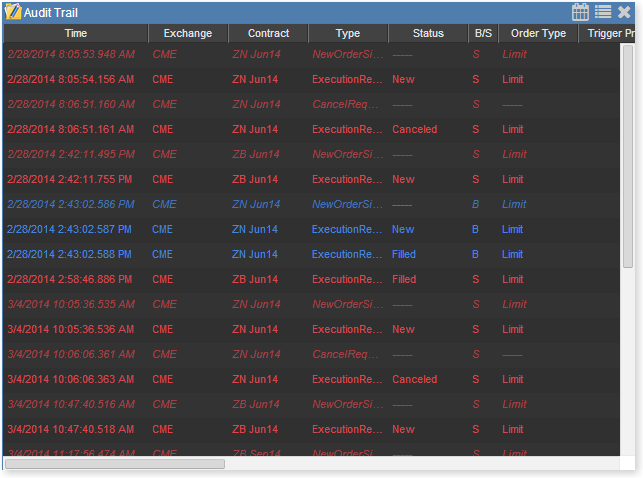 Audit Trail
Time Exchange Contract Type Status B/S Order Type Trigger Pr
2/28/2014 8:05:53.948 AM CME ZN Jun14 NewOrderSi... ------ S Limit
2/28/2014 8:05:54.156 AM CME ZN Jun14 ExecutionRe... New S Limit
2/28/2014 8:06:51.160 AM CME ZN Jun14 CancelReq... ------ S ------
2/28/2014 8:06:51.161 AM CME ZN Jun14 ExecutionRe... Canceled S Limit
2/28/2014 2:42:11.495 PM CME ZB Jun14 NewOrderSi... ------ S Limit
2/28/2014 2:42:11.755 PM CME ZB Jun14 ExecutionRe... New S Limit
2/28/2014 2:43:02.586 PM CME ZN Jun14 NewOrderSi... ------ B Limit
2/28/2014 2:43:02.587 PM CME ZN Jun14 ExecutionRe... New B Limit
2/28/2014 2:43:02.588 PM CME ZN Jun14 ExecutionRe... Filled B Limit
2/28/2014 2:58:46.886 PM CME ZB Jun14 ExecutionRe... Filled S Limit
3/4/2014 10:05:36.535 AM CME ZN Jun14 NewOrderSi... ------ S Limit
3/4/2014 10:05:36.536 AM CME ZN Jun14 ExecutionRe... New S Limit
3/4/2014 10:06:06.361 AM CME ZN Jun14 CancelReq... ------ S ------
3/4/2014 10:06:06.363 AM CME ZN Jun14 ExecutionRe... Canceled S Limit
3/4/2014 10:47:40.516 AM CME ZB Jun14 NewOrderSi... ------ S Limit
3/4/2014 10:47:40.518 AM CME ZB Jun14 ExecutionRe... New S Limit
3/4/2014 11:17:56.474 AM CME ZB Sep14 NewOrderSi... ------ S Limit